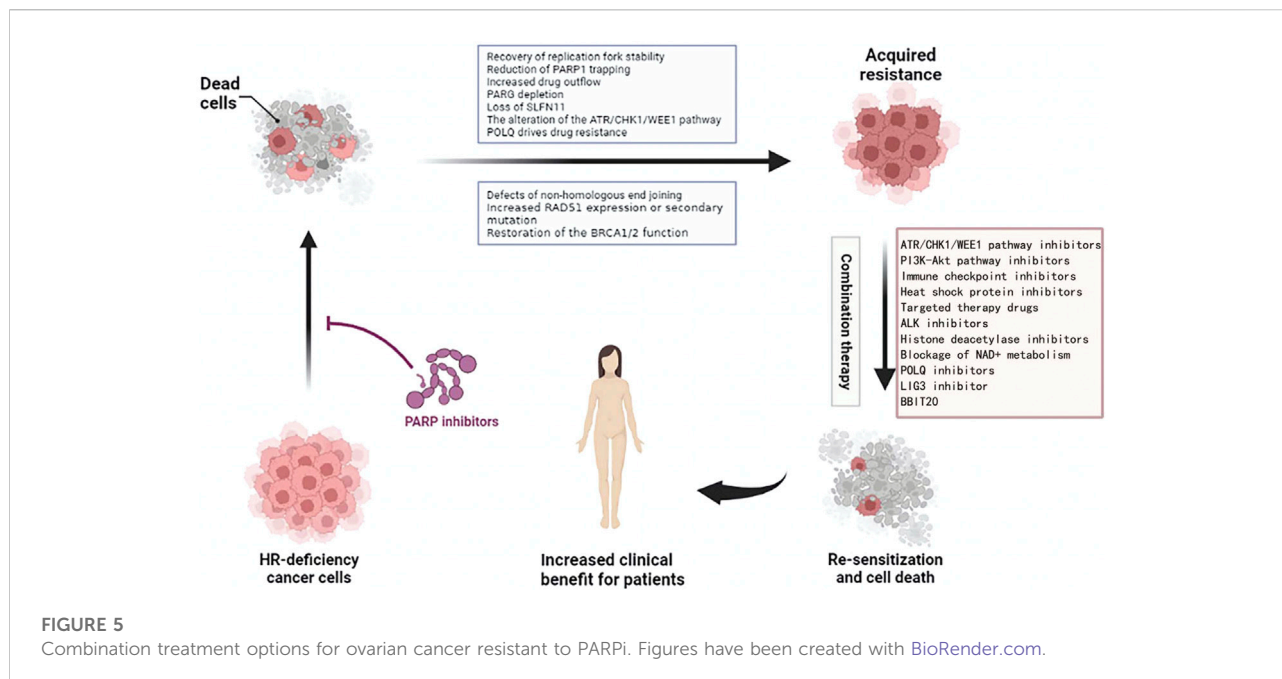 Dead
cells
Recovery of replication fork stability
Reduction of PARP1 trapping
Increased drug outflow
PARG depletion
Loss of SLFN11
The alteration of the ATR/CHK1/WEE1 pathway
POLQ drives drug resistance
Acquired
resistance
Defects of non-homologous end joining
Increased RAD51 expression or secondary
mutation
Restoration of the BRCA1/2 function
Combination therapy
ATR/CHK1/WEE1 pathway inhibitors
PI3K-Akt pathway inhibitors
Immune checkpoint inhibitors
Heat shock protein inhibitors
Targeted therapy drugs
ALK inhibitors
Histone deacetylase inhibitors
Blockage of NAD+ metabolism
POLQ inhibitors
LIG3 inhibitor
BBIT20
PARP inhibitors
HR-deficiency
cancer cells
Increased clinical
benefit for patients
Re-sensitization
and cell death
FIGURE 5
Combination treatment options for ovarian cancer resistant to PARPi. Figures have been created with BioRender.com.